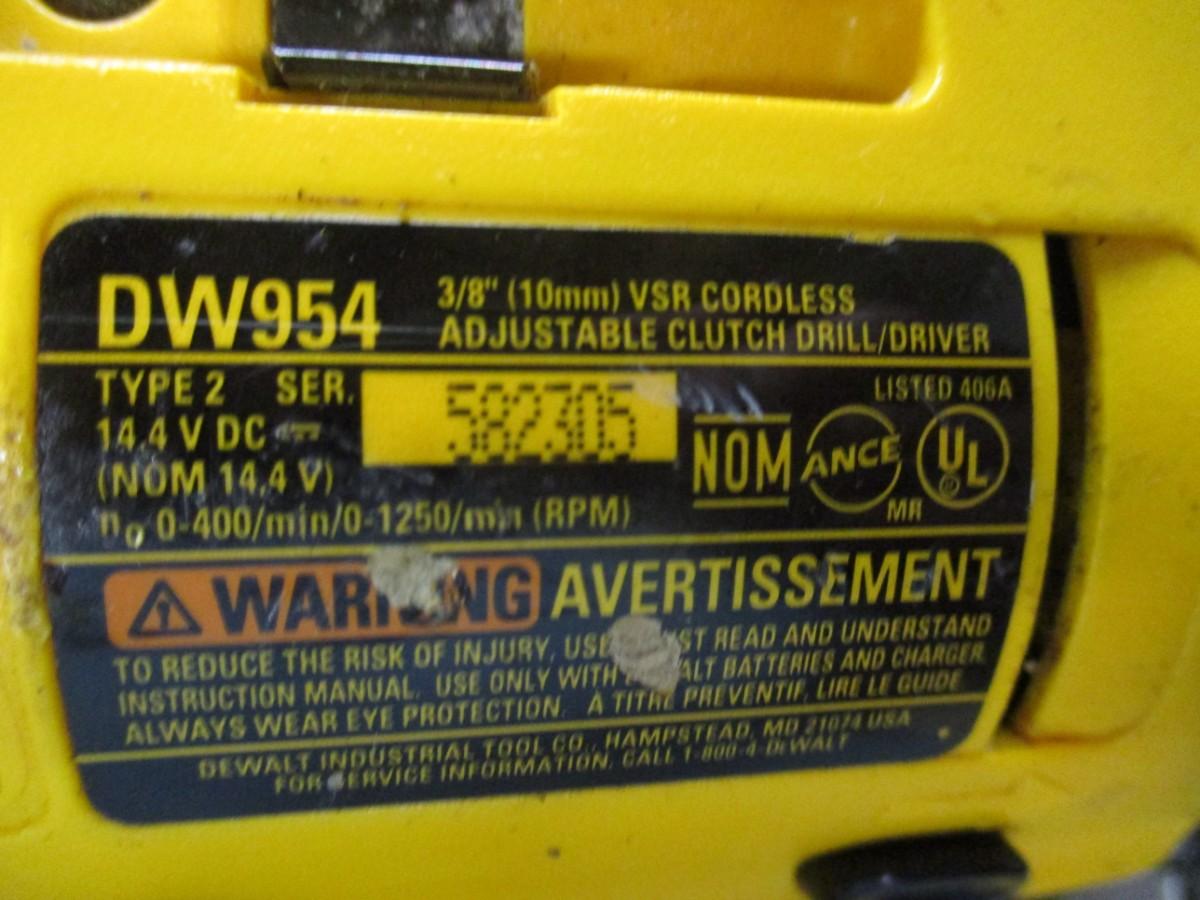 DW954
3/8" (10mm) VSR CORDLESS
ADJUSTABLE CLUTCH DRILL/DRIVER
TYPE 2 SER. 582305
LISTED 406A
14.4 V DC
(NOM 14.4 V)
NOM ANCE UL
MR
no 0-400/min/0-1250/min (RPM)
WARNING AVERTISSEMENT
TO REDUCE THE RISK OF INJURY, READ AND UNDERSTAND
INSTRUCTION MANUAL. USE ONLY WITH BATTERIES AND CHARGER.
ALWAYS WEAR EYE PROTECTION. A TITRE PREVENTIF, LIRE LE GUIDE
DEWALT INDUSTRIAL TOOL CO., HAMPSTEAD, MD 21074 USA
FOR SERVICE INFORMATION, CALL 1-800-4-DEWALT